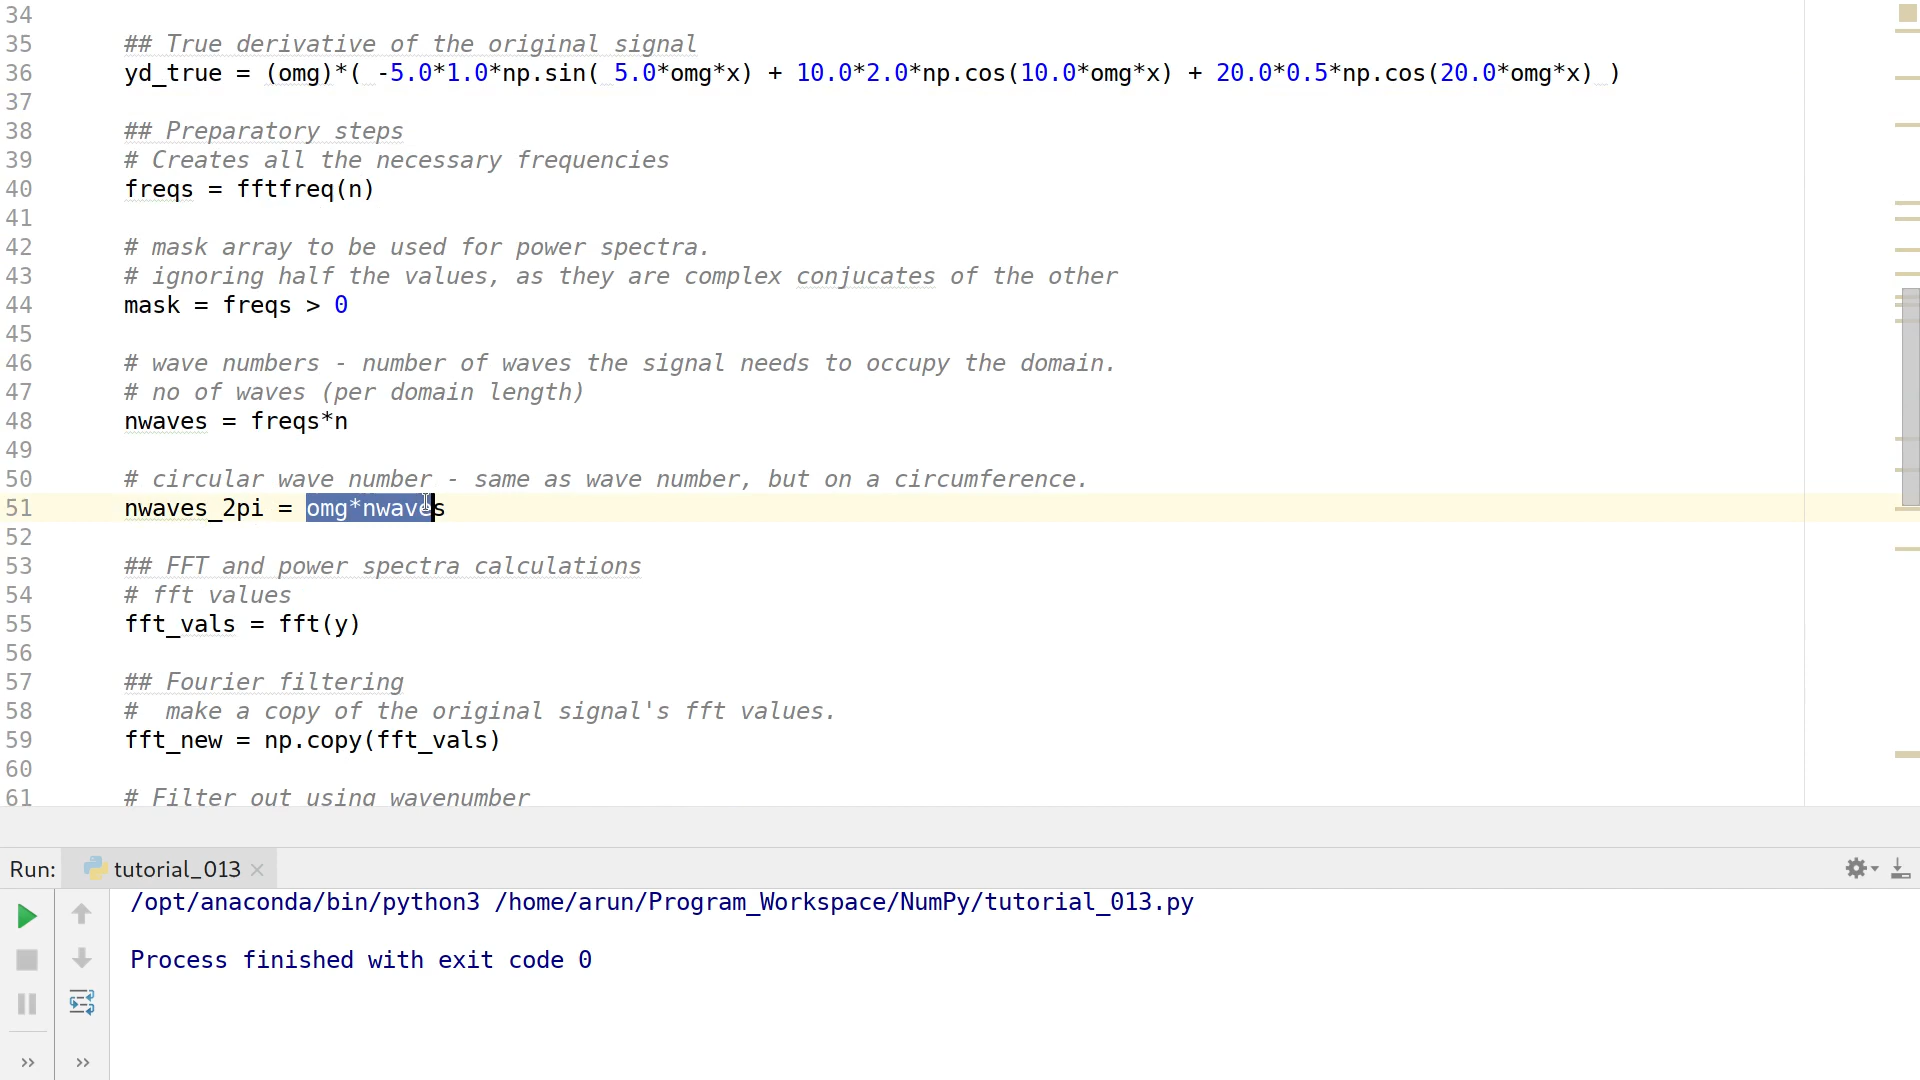 34
35 ## True derivative of the original signal
36 yd_true = (omg)*( -5.0*1.0*np.sin( 5.0*omg*x) + 10.0*2.0*np.cos(10.0*omg*x) + 20.0*0.5*np.cos(20.0*omg*x) )
37
38 ## Preparatory steps
39 # Creates all the necessary frequencies
40 freqs = fftfreq(n)
41
42 # mask array to be used for power spectra.
43 # ignoring half the values, as they are complex conjucates of the other
44 mask = freqs > 0
45
46 # wave numbers - number of waves the signal needs to occupy the domain.
47 # no of waves (per domain length)
48 nwaves = freqs*n
49
50 # circular wave number - same as wave number, but on a circumference.
51 nwaves_2pi = omg*nwaves
52
53 ## FFT and power spectra calculations
54 # fft values
55 fft_vals = fft(y)
56
57 ## Fourier filtering
58 #  make a copy of the original signal's fft values.
59 fft_new = np.copy(fft_vals)
60
61 # Filter out using wavenumber
Run: tutorial_013
/opt/anaconda/bin/python3 /home/arun/Program_Workspace/NumPy/tutorial_013.py
Process finished with exit code 0